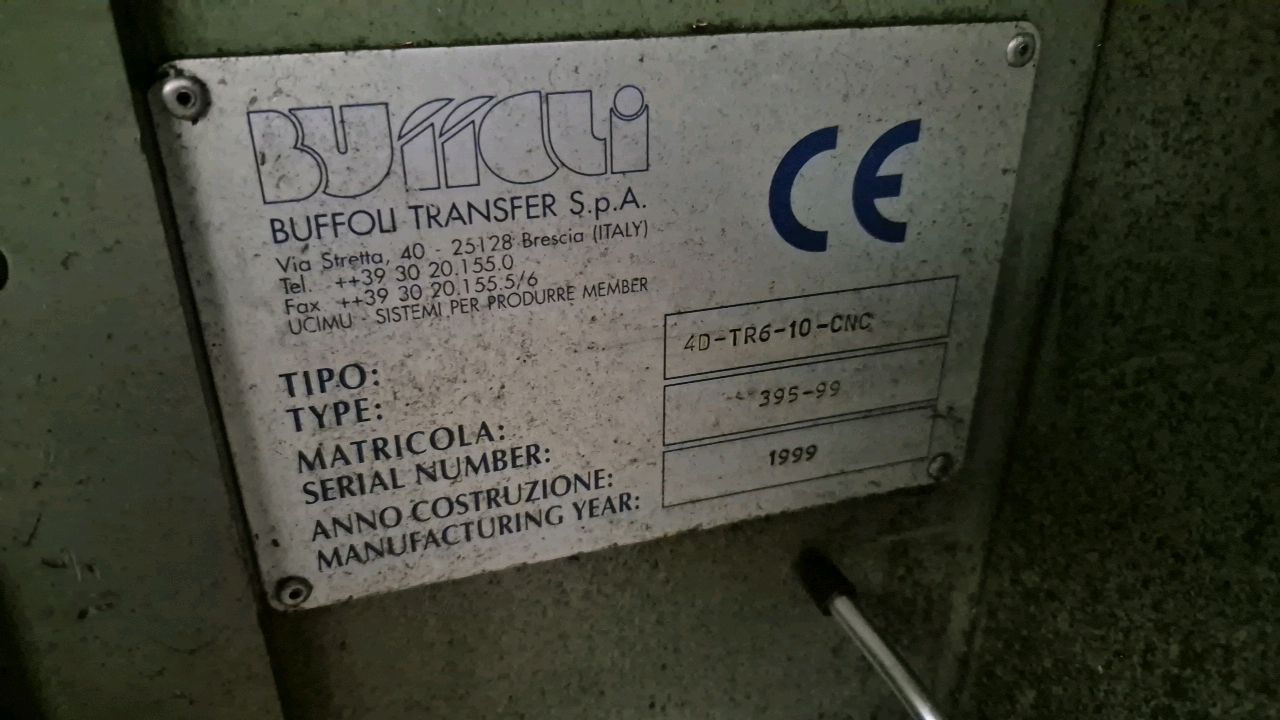 BUFFOLI
BUFFOLI TRANSFER S.p.A.
Via Stretta, 40 - 25128 Brescia (ITALY)
Tel. ++39 30 20.155.0
Fax ++39 30 20.155.5/6
UCIMU - SISTEMI PER PRODURRE MEMBER
CE
TIPO:
TYPE:
4D-TR6-10-CNC
MATRICOLA:
SERIAL NUMBER:
395-99
ANNO COSTRUZIONE:
MANUFACTURING YEAR:
1999